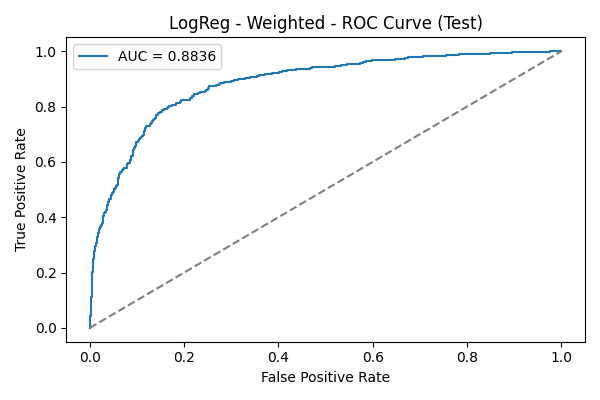 LogReg - Weighted - ROC Curve (Test)
AUC = 0.8836
True Positive Rate
1.0
0.8
0.6
0.4
0.2
0.0
0.0 0.2 0.4 0.6 0.8 1.0
False Positive Rate